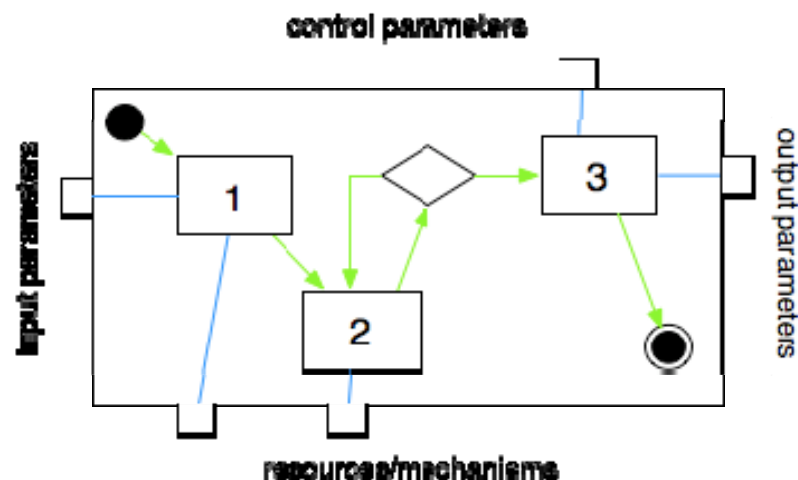 control parameters
Input parameters
1
2
3
output parameters
resources/mechanisms